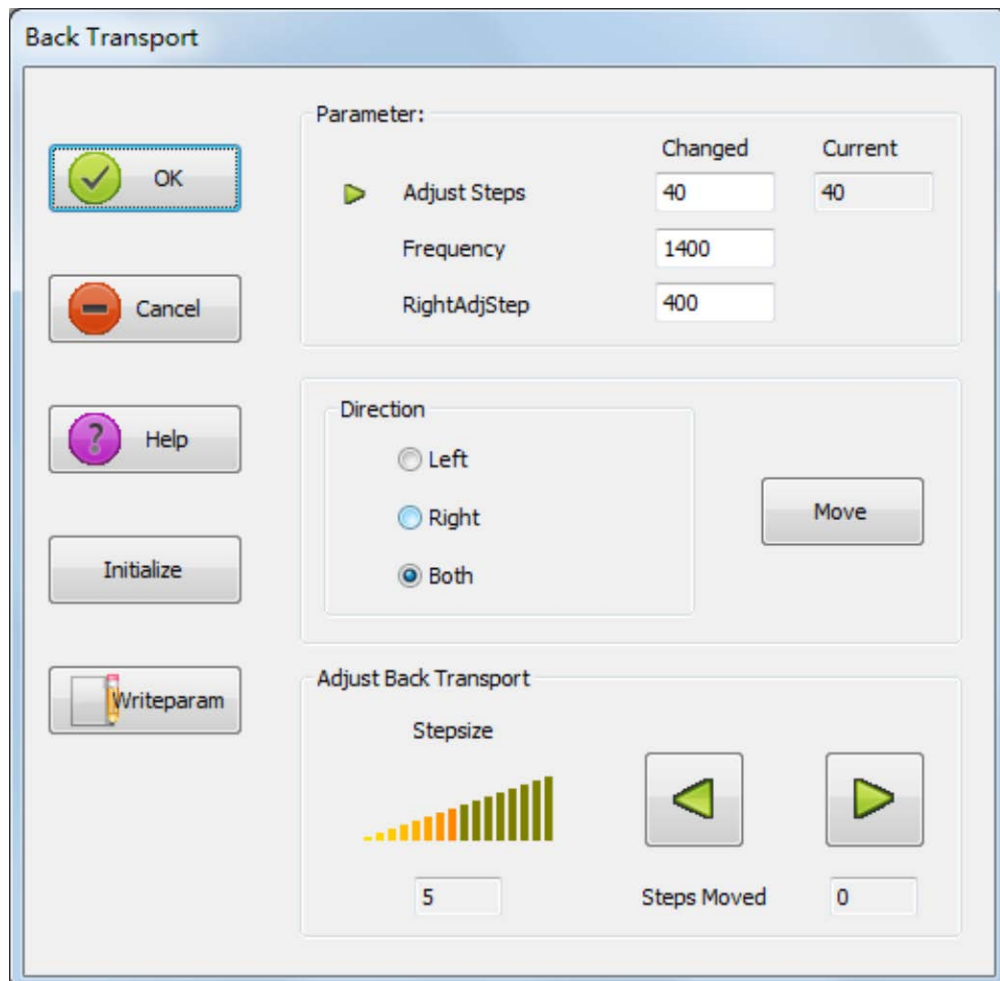 Back Transport
OK
Cancel
Help
Initialize
Writeparam
Parameter:
Changed Current
Adjust Steps 40 40
Frequency 1400
RightAdjStep 400
Direction
Left
Right
Both
Move
Adjust Back Transport
Stepsize
5 Steps Moved 0